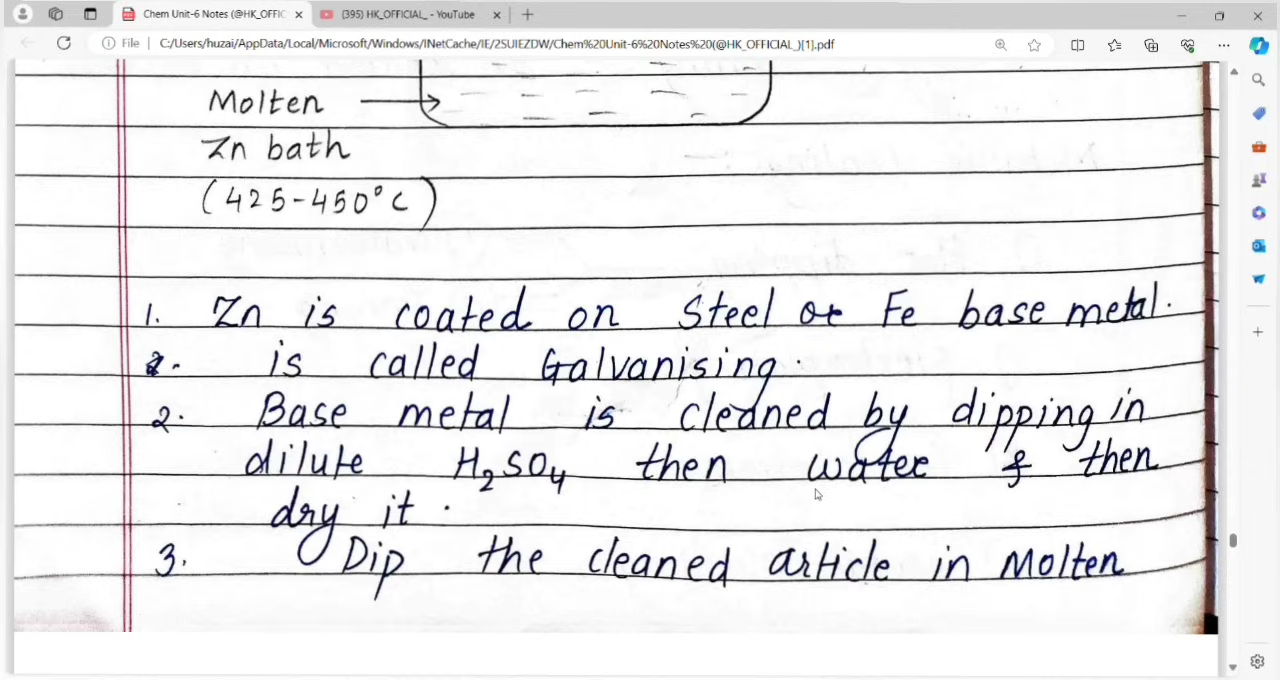 Chem Unit-6 Notes (@HK_OFFIC
(395) HK_OFFICIAL_ - YouTube
File | C:/Users/huzai/AppData/Local/Microsoft/Windows/INetCache/IE/2SUIEZDW/Chem%20Unit-6%20Notes%20(@HK_OFFICIAL_)[1].pdf
Molten
Zn bath
(425-450°C)
1. Zn is coated on Steel or Fe base metal.
is called Galvanising.
2. Base metal is cleaned by dipping in
dilute H₂SO₄ then water & then
dry it.
3. Dip the cleaned article in Molten